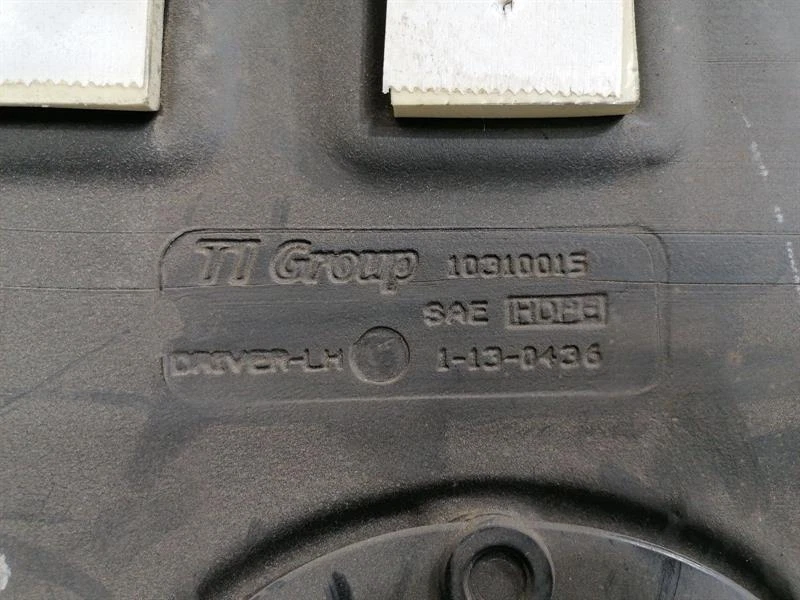 TI Group 10310015
SAE HDPE
DRIVER-LH 1-13-0436